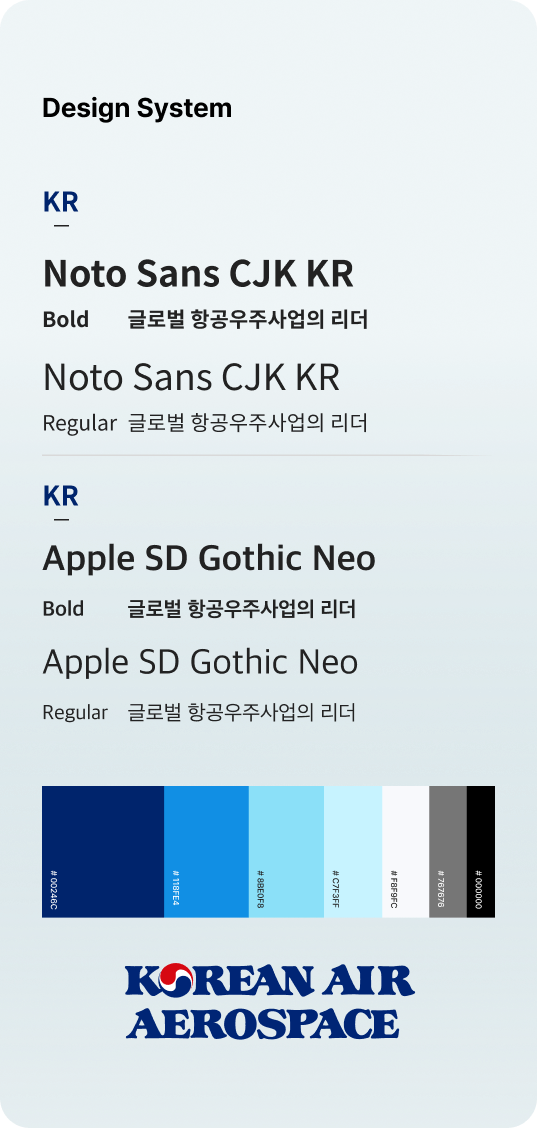 Design System
KR
Noto Sans CJK KR
Bold 글로벌 항공우주사업의 리더
Noto Sans CJK KR
Regular 글로벌 항공우주사업의 리더
KR
Apple SD Gothic Neo
Bold 글로벌 항공우주사업의 리더
Apple SD Gothic Neo
Regular 글로벌 항공우주사업의 리더
# 00246C
# 118FE4
# 8BE0F8
# C7F3FF
# F8F9FC
# 767676
# 000000
KOREAN AIR
AEROSPACE